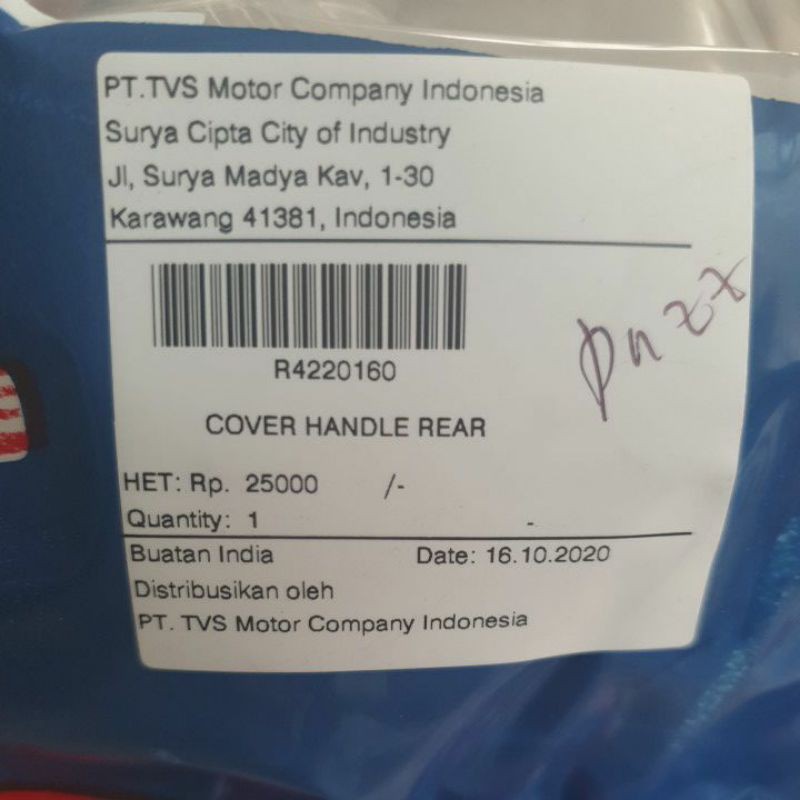 PT.TVS Motor Company Indonesia
Surya Cipta City of Industry
Jl, Surya Madya Kav, 1-30
Karawang 41381, Indonesia
R4220160
COVER HANDLE REAR
HET: Rp. 25000 /-
Quantity: 1 -
Buatan India Date: 16.10.2020
Distribusikan oleh
PT. TVS Motor Company Indonesia